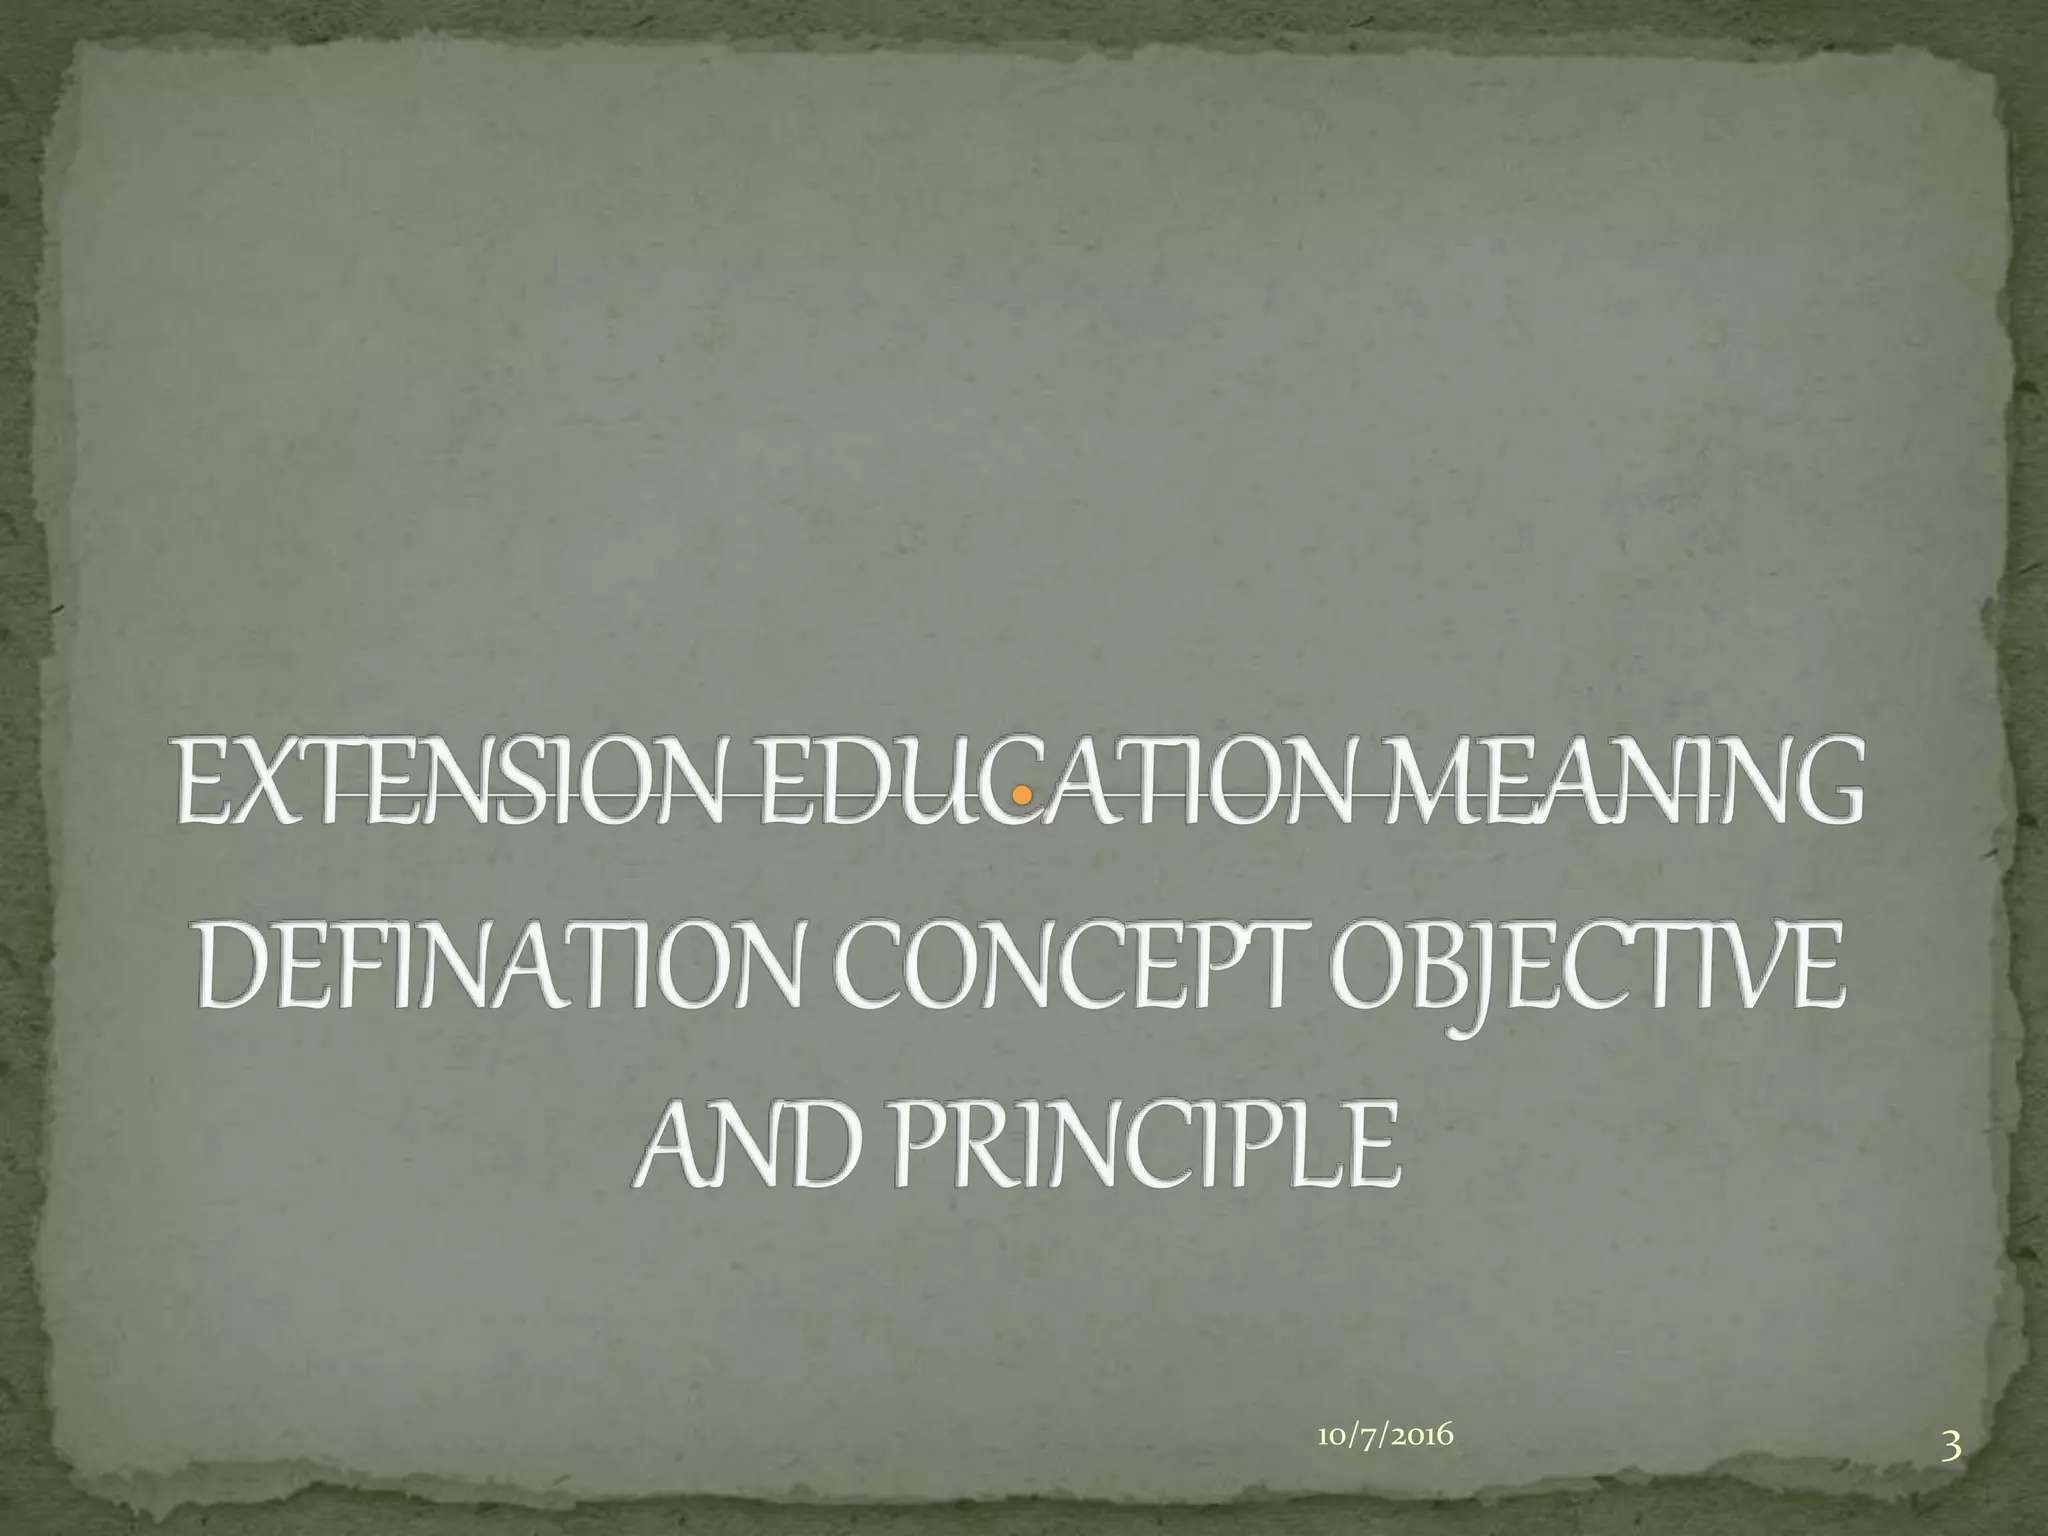 EXTENSION EDUCATION MEANING
DEFINATION CONCEPT OBJECTIVE
AND PRINCIPLE
10/7/2016
3